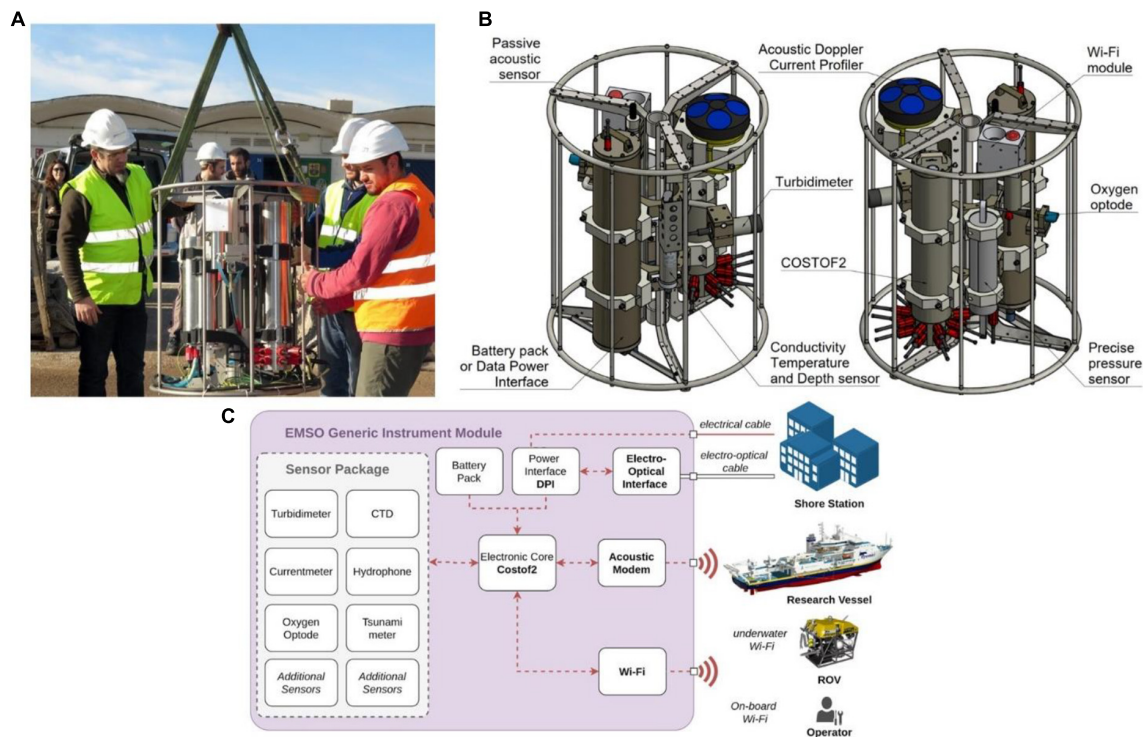 A
B
Passive
acoustic
sensor
Acoustic Doppler
Current Profiler
Wi-Fi
module
Turbidimeter
Oxygen
optode
COSTOF2
Battery pack
or Data Power
Interface
Conductivity
Temperature
and Depth sensor
Precise
pressure
sensor
C
EMSO Generic Instrument Module
Sensor Package
Turbidimeter
CTD
Currentmeter
Hydrophone
Oxygen
Optode
Tsunami
meter
Additional
Sensors
Additional
Sensors
Battery
Pack
Power
Interface
DPI
Electro-
Optical
Interface
Electronic Core
Costof2
Acoustic
Modem
Wi-Fi
electrical cable
electro-optical
cable
Shore Station
Research Vessel
underwater
Wi-Fi
ROV
On-board
Wi-Fi
Operator